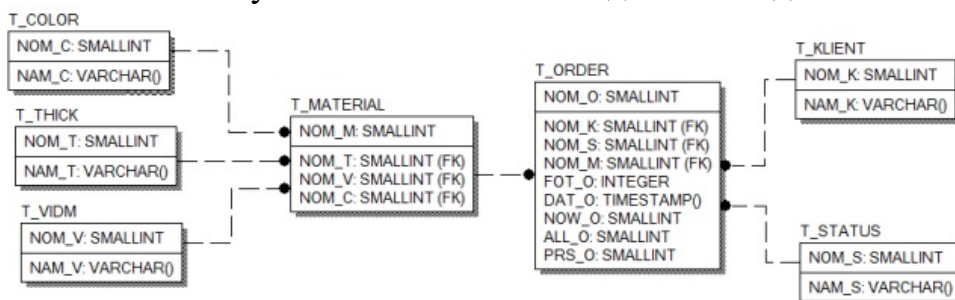 T_COLOR
NOM_C: SMALLINT
NAM_C: VARCHAR()
T_THICK
NOM_T: SMALLINT
NAM_T: VARCHAR()
T_VIDM
NOM_V: SMALLINT
NAM_V: VARCHAR()
T_MATERIAL
NOM_M: SMALLINT
NOM_T: SMALLINT (FK)
NOM_V: SMALLINT (FK)
NOM_C: SMALLINT (FK)
T_ORDER
NOM_O: SMALLINT
NOM_K: SMALLINT (FK)
NOM_S: SMALLINT (FK)
NOM_M: SMALLINT (FK)
FOT_O: INTEGER
DAT_O: TIMESTAMP()
NOW_O: SMALLINT
ALL_O: SMALLINT
PRS_O: SMALLINT
T_KLIENT
NOM_K: SMALLINT
NAM_K: VARCHAR()
T_STATUS
NOM_S: SMALLINT
NAM_S: VARCHAR()